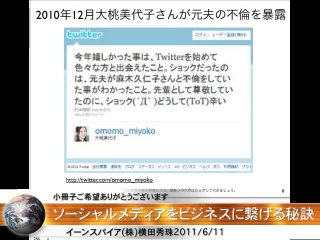 2010年12月大桃美代子さんが元夫の不倫を暴露
twitter
今年嬉しかった事は、Twitterを始めて
色々な方と出会えたこと。ショックだったの
は、元夫が麻木久仁子さんと不倫をしてい
た事がわかったこと。先輩として尊敬してい
たのに、ショック(ﾟДﾟ)どうして(ToT)辛い
omomo_miyoko
大桃美代子
http://twitter.com/omomo_miyoko
小冊子ご希望ありがとうございます
ソーシャルメディアをビジネスに繋げる秘訣
イーンスパイア(株)横田秀珠2011/6/11